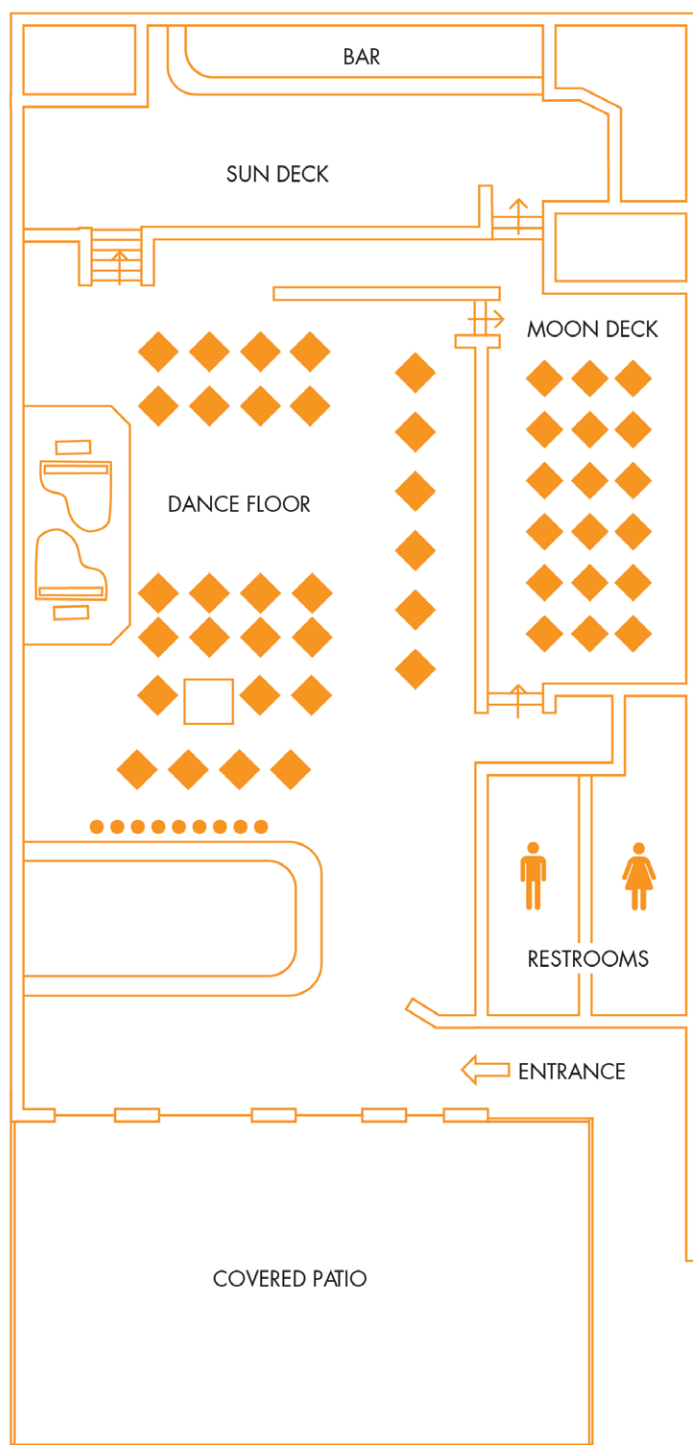 BAR
SUN DECK
MOON DECK
DANCE FLOOR
RESTROOMS
ENTRANCE
COVERED PATIO